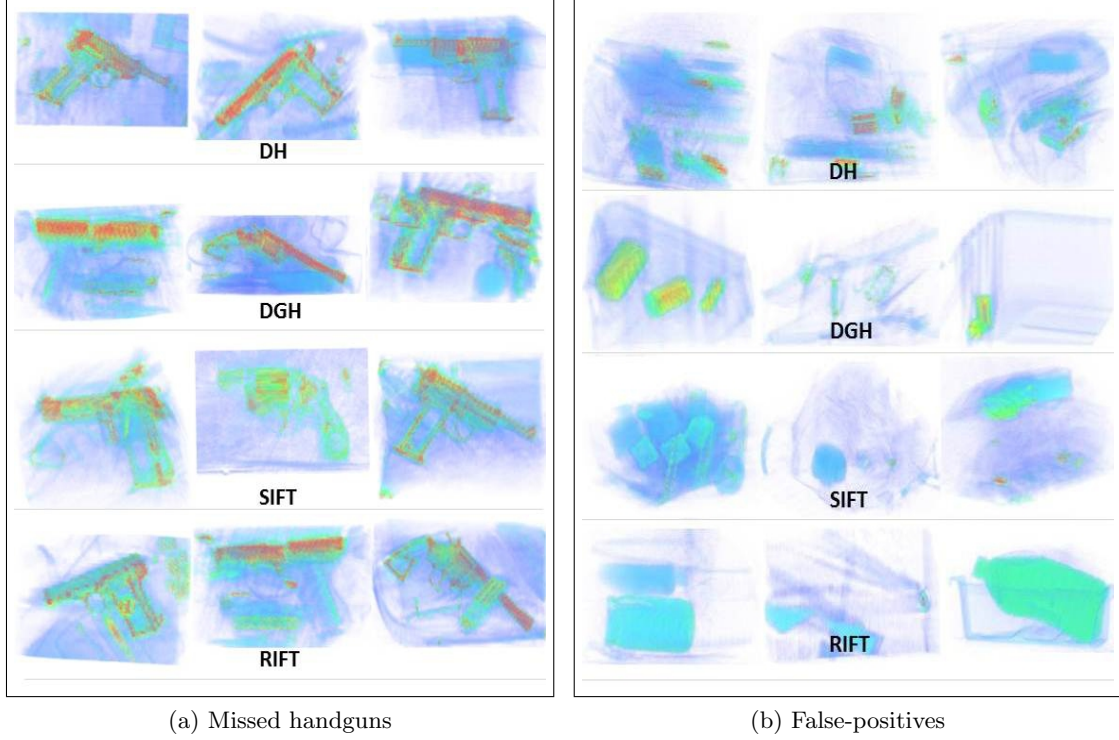 DH
DGH
SIFT
RIFT
(a) Missed handguns
DH
DGH
SIFT
RIFT
(b) False-positives